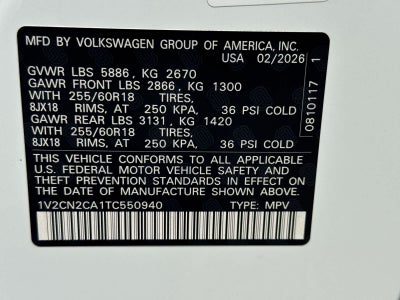 MFD BY VOLKSWAGEN GROUP OF AMERICA, INC.
USA 02/2026
GVWR LBS 5886, KG 2670
GAWR FRONT LBS 2866, KG 1300
WITH 255/60R18 TIRES,
8JX18 RIMS, AT 250 KPA, 36 PSI COLD
GAWR REAR LBS 3131, KG 1420
WITH 255/60R18 TIRES,
8JX18 RIMS, AT 250 KPA, 36 PSI COLD
THIS VEHICLE CONFORMS TO ALL APPLICABLE
U.S. FEDERAL MOTOR VEHICLE SAFETY AND
THEFT PREVENTION STANDARDS IN EFFECT ON THE
DATE OF MANUFACTURE SHOWN ABOVE.
1V2CN2CA1TC550940 TYPE: MPV
0810117 1